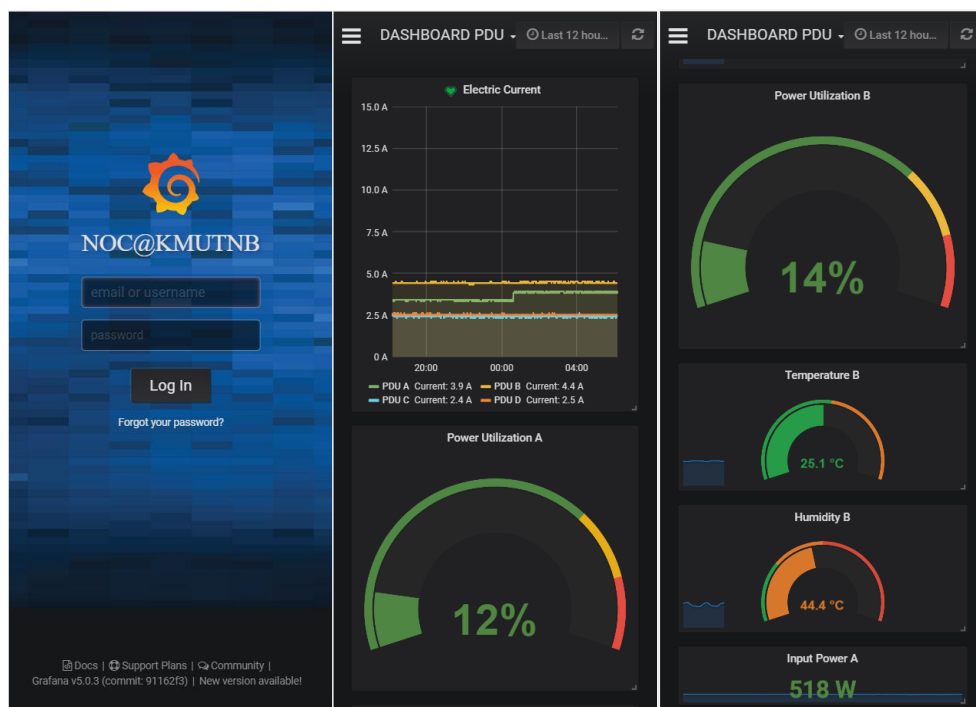 NOC@KMUTNB
email or username
password
Log In
Forgot your password?
Docs | Support Plans | Community |
Grafana v5.0.3 (commit: 91162f3) | New version available!
DASHBOARD PDU
Last 12 hou...
Electric Current
15.0 A
12.5 A
10.0 A
7.5 A
5.0 A
2.5 A
0 A
20:00 00:00 04:00
PDU A Current: 3.9 A PDU B Current: 4.4 A
PDU C Current: 2.4 A PDU D Current: 2.5 A
Power Utilization A
12%
DASHBOARD PDU
Last 12 hou...
Power Utilization B
14%
Temperature B
25.1 °C
Humidity B
44.4 °C
Input Power A
518 W